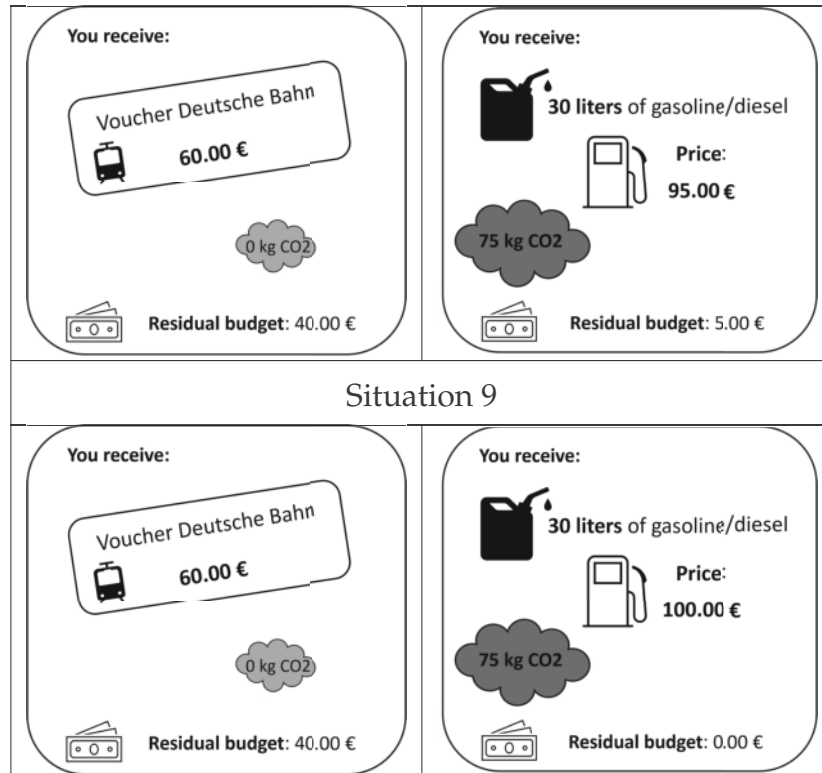 You receive:
Voucher Deutsche Bahn
60.00 €
0 kg CO2
Residual budget: 40.00 €
You receive:
30 liters of gasoline/diesel
Price:
95.00 €
75 kg CO2
Residual budget: 5.00 €
Situation 9
You receive:
Voucher Deutsche Bahn
60.00 €
0 kg CO2
Residual budget: 40.00 €
You receive:
30 liters of gasoline/diesel
Price:
100.00 €
75 kg CO2
Residual budget: 0.00 €